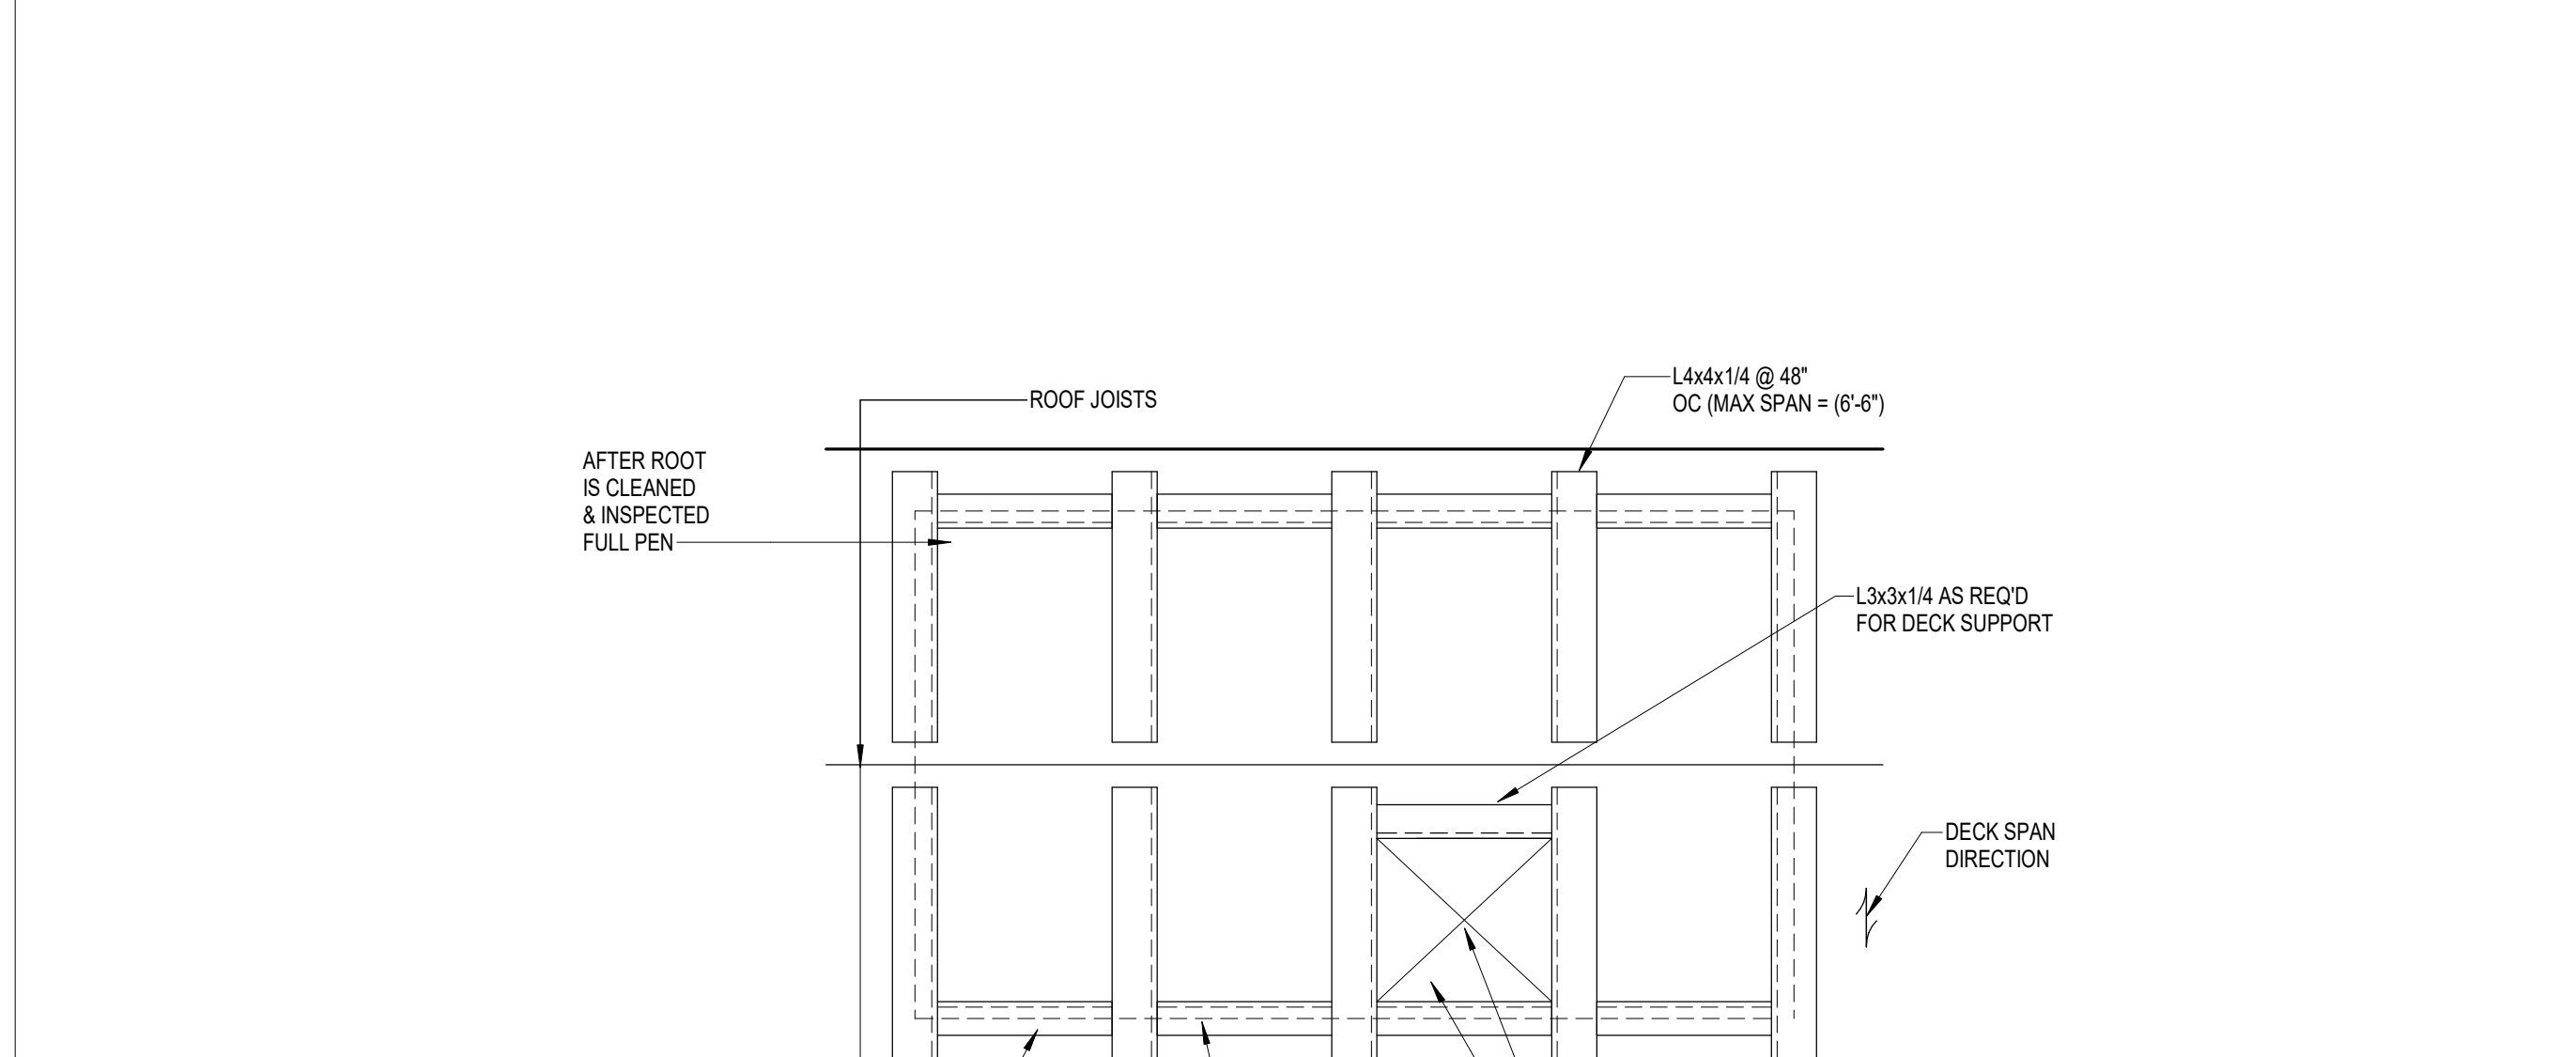 L4x4x1/4 @ 48"
OC (MAX SPAN = (6'-6")
ROOF JOISTS
AFTER ROOT
IS CLEANED
& INSPECTED
FULL PEN
L3x3x1/4 AS REQ'D
FOR DECK SUPPORT
DECK SPAN
DIRECTION